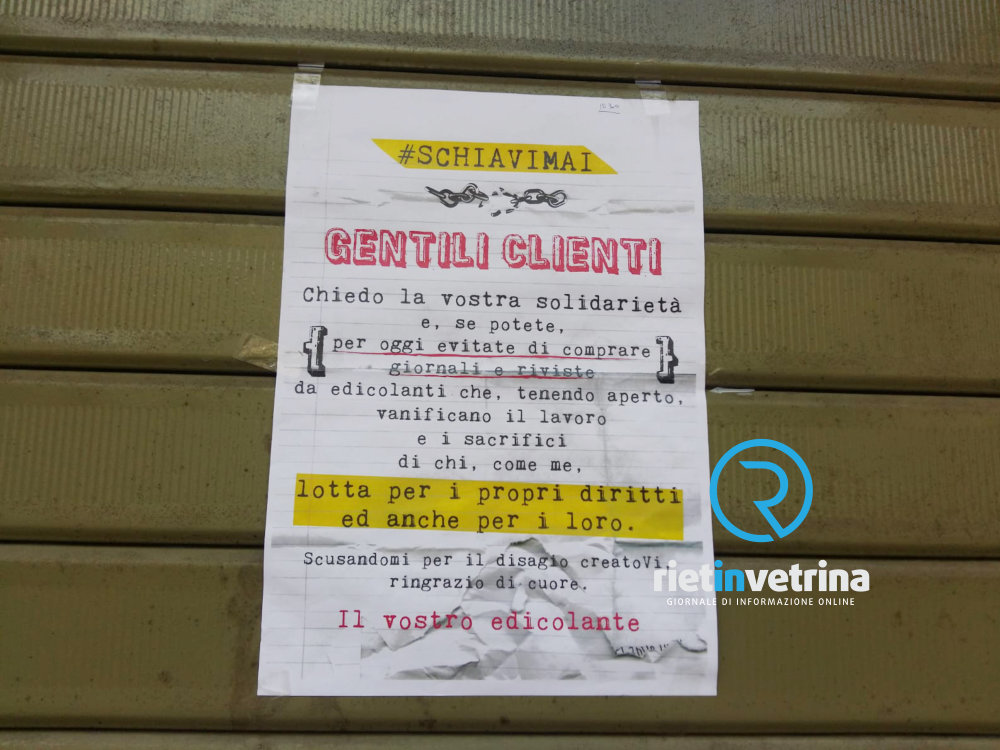 #SCHIAVIMAI
GENTILI CLIENTI
Chiedo la vostra solidarietà
e, se potete,
{ per oggi evitate di comprare }
giornali e riviste
da edicolanti che, tenendo aperto,
vanificano il lavoro
e i sacrifici
di chi, come me,
lotta per i propri diritti
ed anche per i loro.
Scusandomi per il disagio creatoVi,
ringrazio di cuore.
Il vostro edicolante
rietinvetrina
GIORNALE DI INFORMAZIONE ONLINE